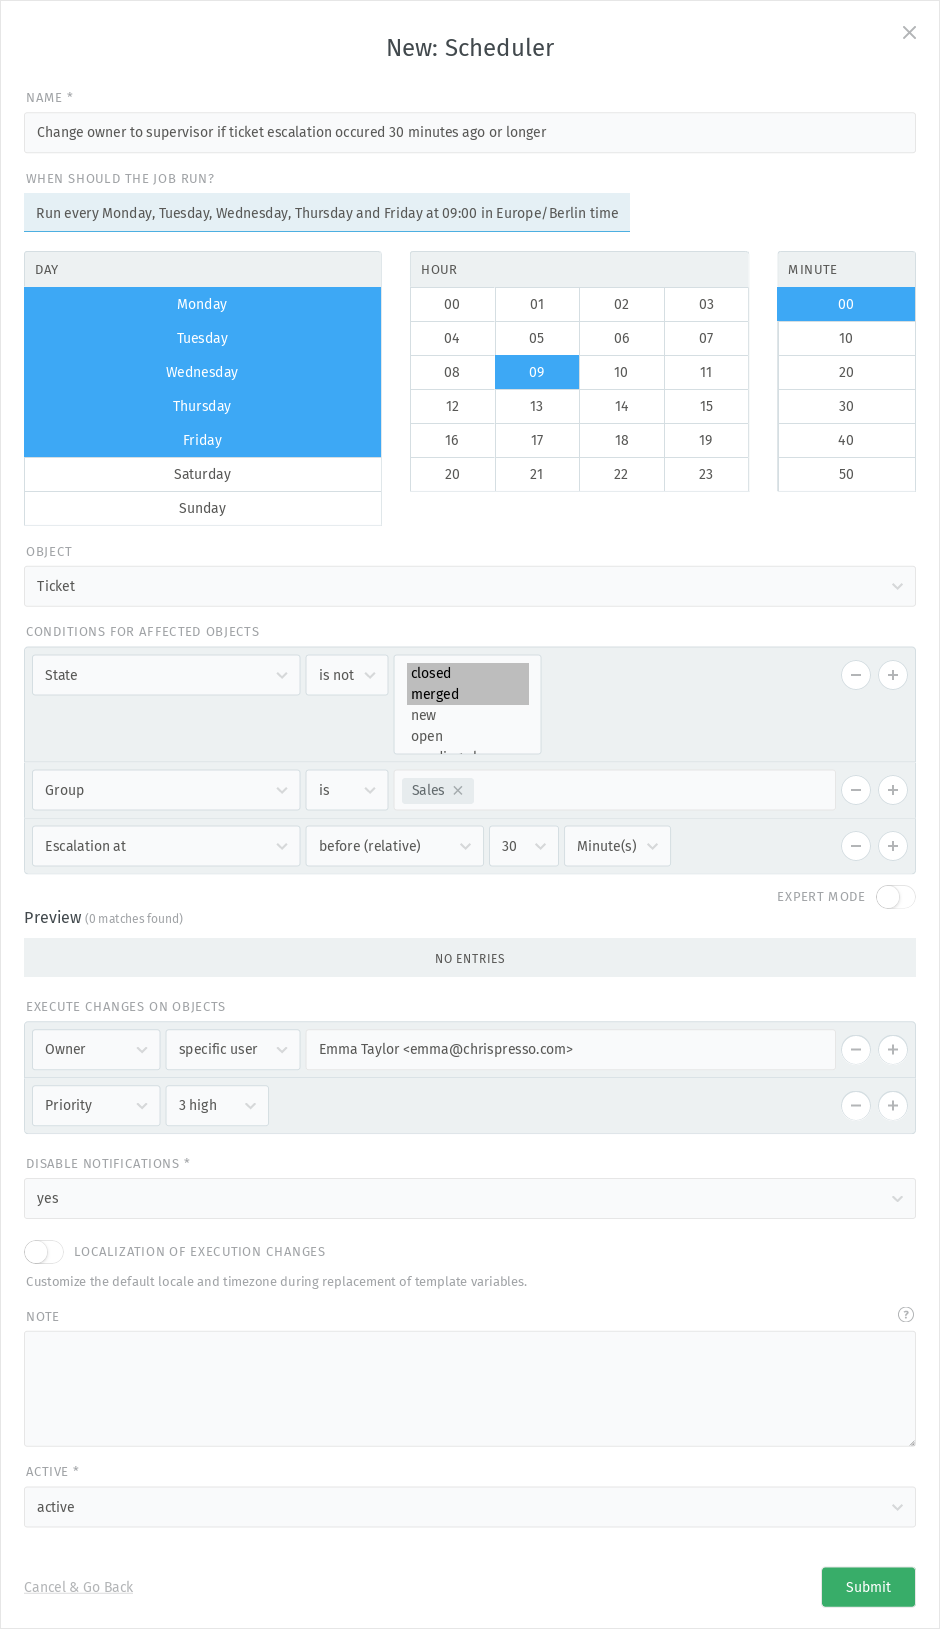 New: Scheduler
NAME *
Change owner to supervisor if ticket escalation occured 30 minutes ago or longer
WHEN SHOULD THE JOB RUN?
Run every Monday, Tuesday, Wednesday, Thursday and Friday at 09:00 in Europe/Berlin time
DAY HOUR MINUTE
Monday 00 01 02 03 00
Tuesday 04 05 06 07 10
Wednesday 08 09 10 11 20
Thursday 12 13 14 15 30
Friday 16 17 18 19 40
Saturday 20 21 22 23 50
Sunday
OBJECT
Ticket
CONDITIONS FOR AFFECTED OBJECTS
State is not closed
merged
new
open
Group is Sales
Escalation at before (relative) 30 Minute(s)
EXPERT MODE
Preview (0 matches found)
NO ENTRIES
EXECUTE CHANGES ON OBJECTS
Owner specific user Emma Taylor <emma@chrispresso.com>
Priority 3 high
DISABLE NOTIFICATIONS *
yes
LOCALIZATION OF EXECUTION CHANGES
Customize the default locale and timezone during replacement of template variables.
NOTE ?
ACTIVE *
active
Cancel & Go Back Submit